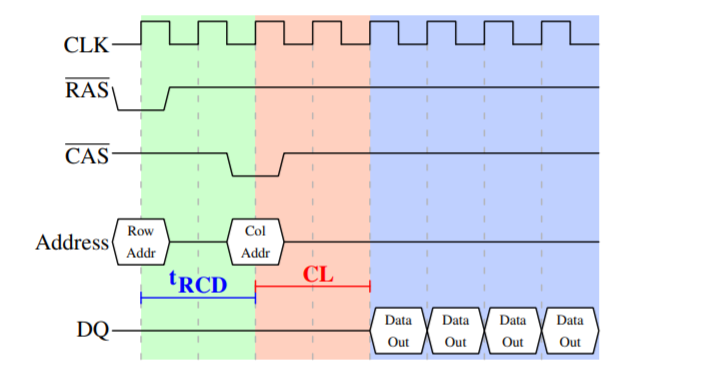 CLK
RAS
CAS
Address
Row
Addr
Col
Addr
tRCD
CL
DQ
Data
Out
Data
Out
Data
Out
Data
Out